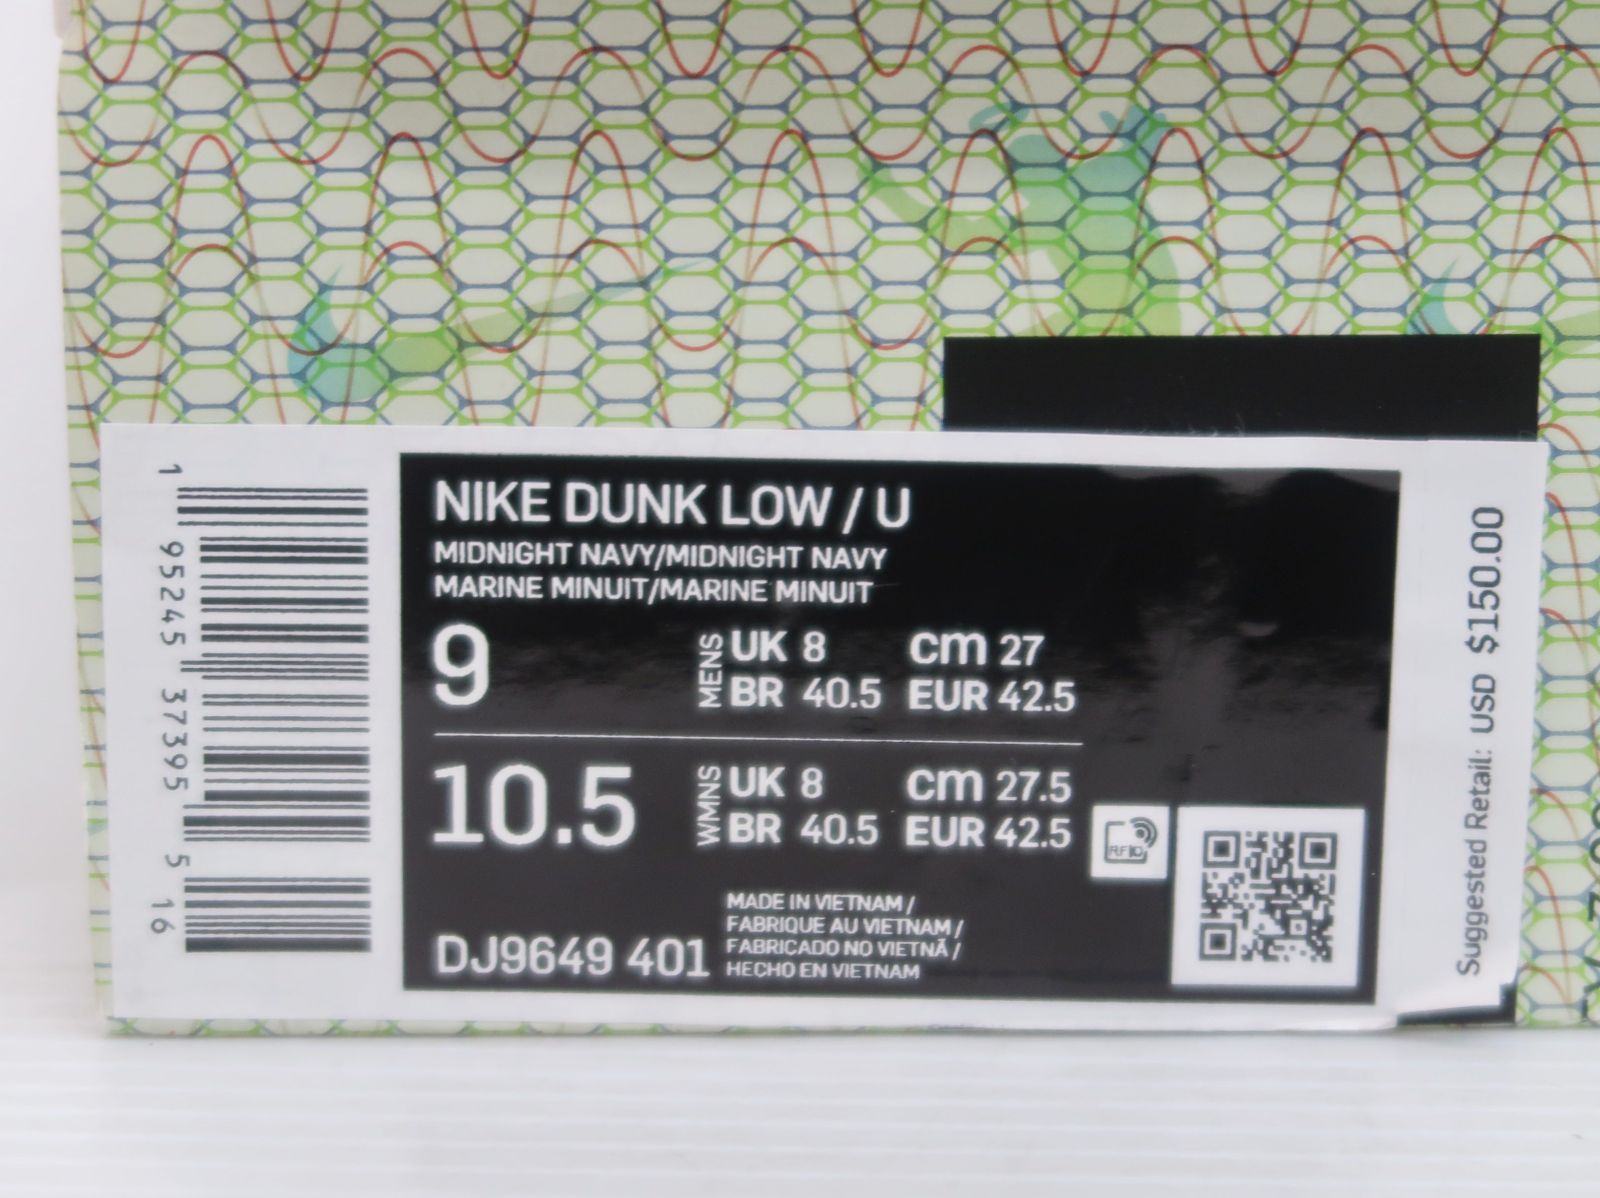 NIKE DUNK LOW / U
MIDNIGHT NAVY/MIDNIGHT NAVY
MARINE MINUIT/MARINE MINUIT
9
MENS
UK 8 cm 27
BR 40.5 EUR 42.5
10.5
WMNS
UK 8 cm 27.5
BR 40.5 EUR 42.5
RFID
DJ9649 401
MADE IN VIETNAM /
FABRIQUE AU VIETNAM /
FABRICADO NO VIETNÃ /
HECHO EN VIETNAM
1 95245 37395 5 16
Suggested Retail: USD $150.00